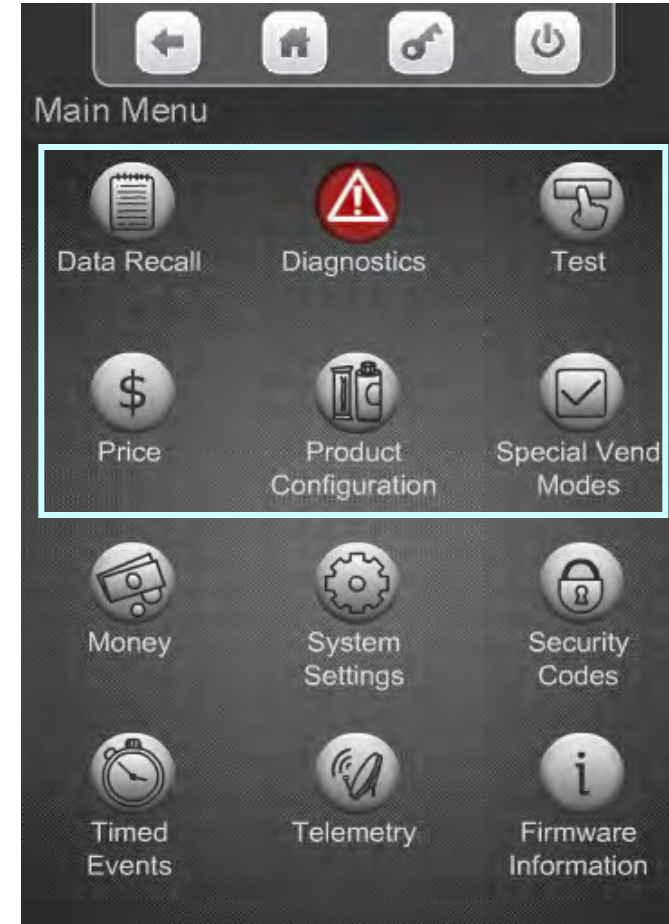 Main Menu
Data Recall
Diagnostics
Test
$
Price
Product
Configuration
Special Vend
Modes
Money
System
Settings
Security
Codes
i
Timed
Events
Telemetry
Firmware
Information